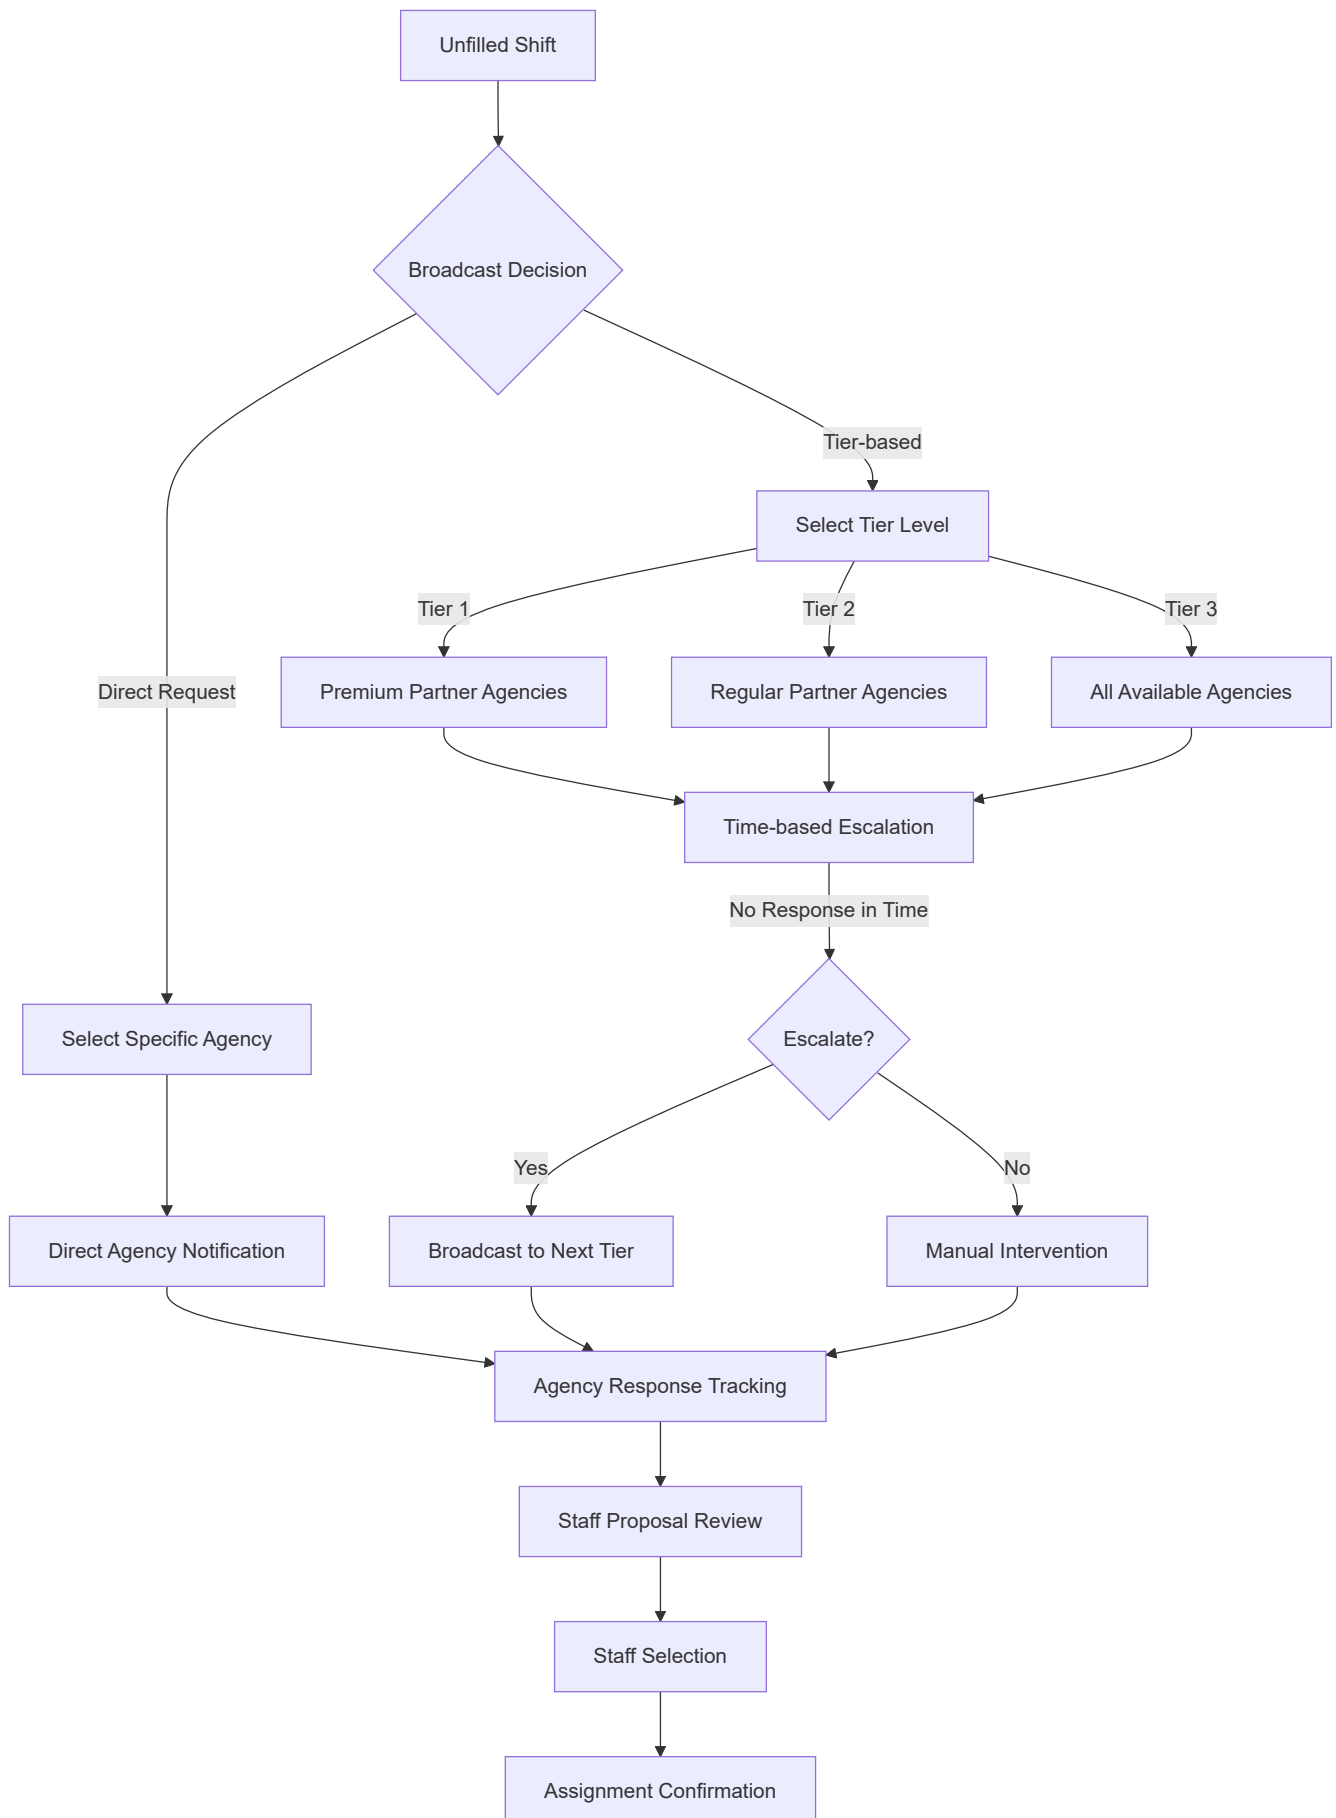 Unfilled Shift
Broadcast Decision
Tier-based
Select Tier Level
Tier 1
Tier 2
Tier 3
Direct Request
Premium Partner Agencies
Regular Partner Agencies
All Available Agencies
Time-based Escalation
No Response in Time
Select Specific Agency
Escalate?
Yes
No
Direct Agency Notification
Broadcast to Next Tier
Manual Intervention
Agency Response Tracking
Staff Proposal Review
Staff Selection
Assignment Confirmation